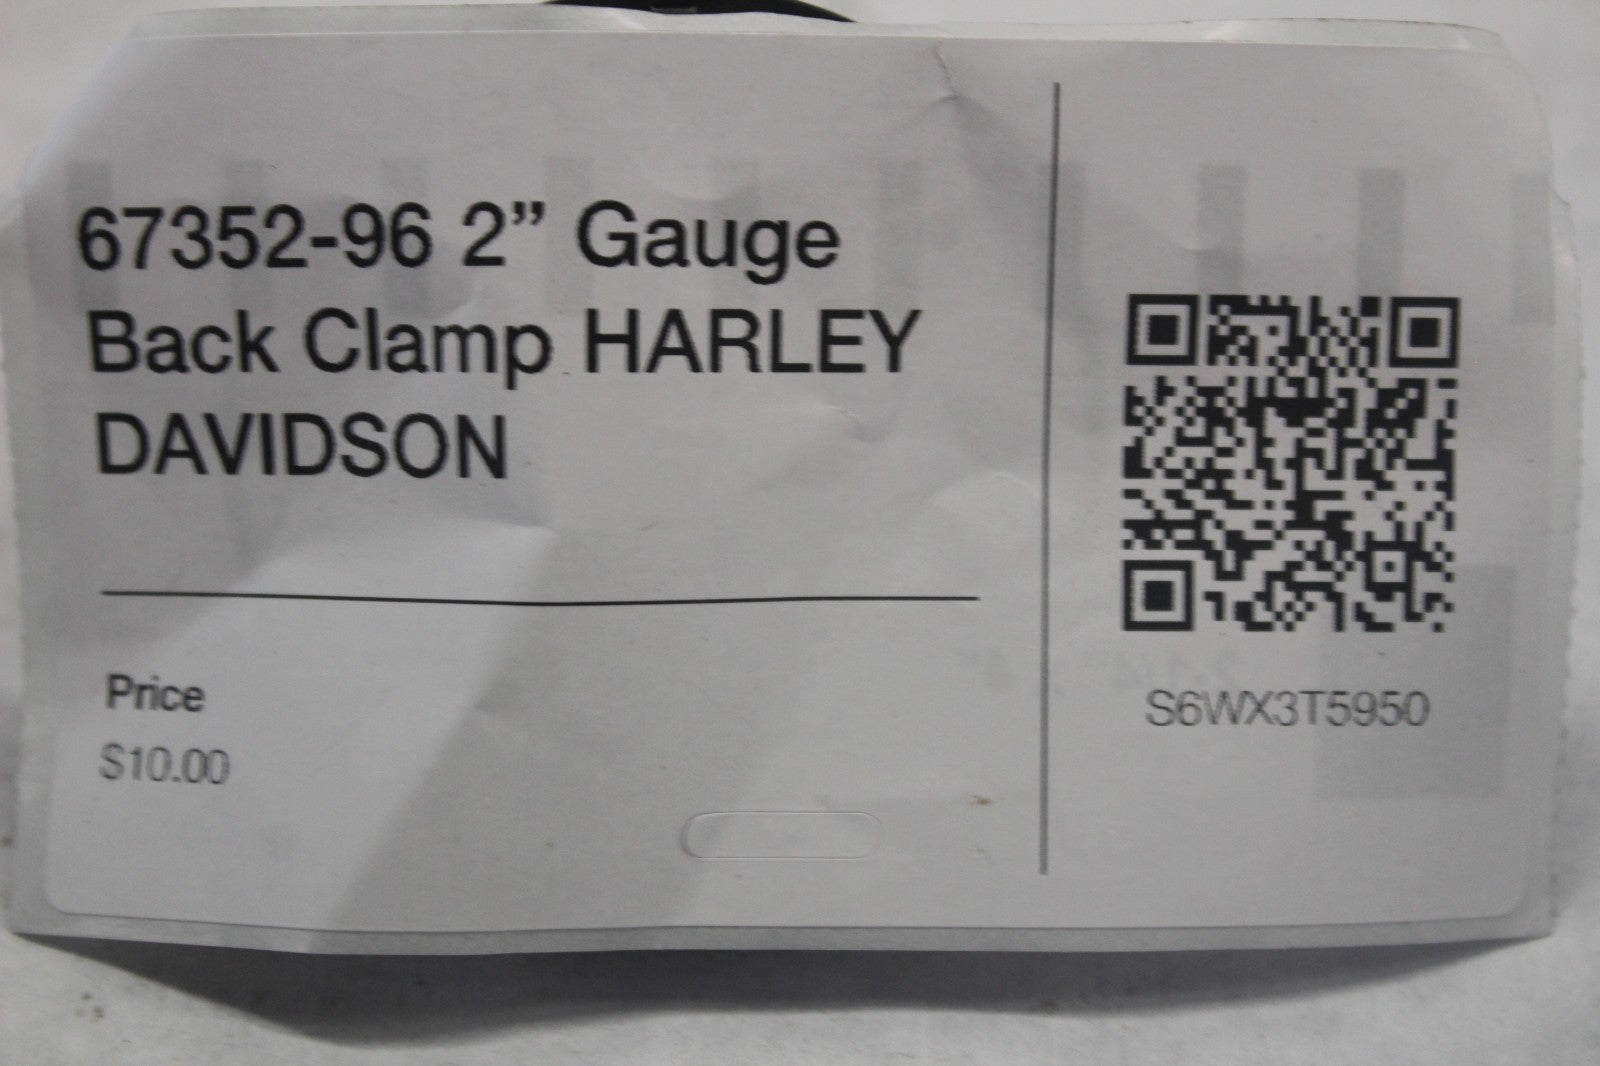 67352-96 2” Gauge
Back Clamp HARLEY
DAVIDSON
Price
$10.00
S6WX3T5950